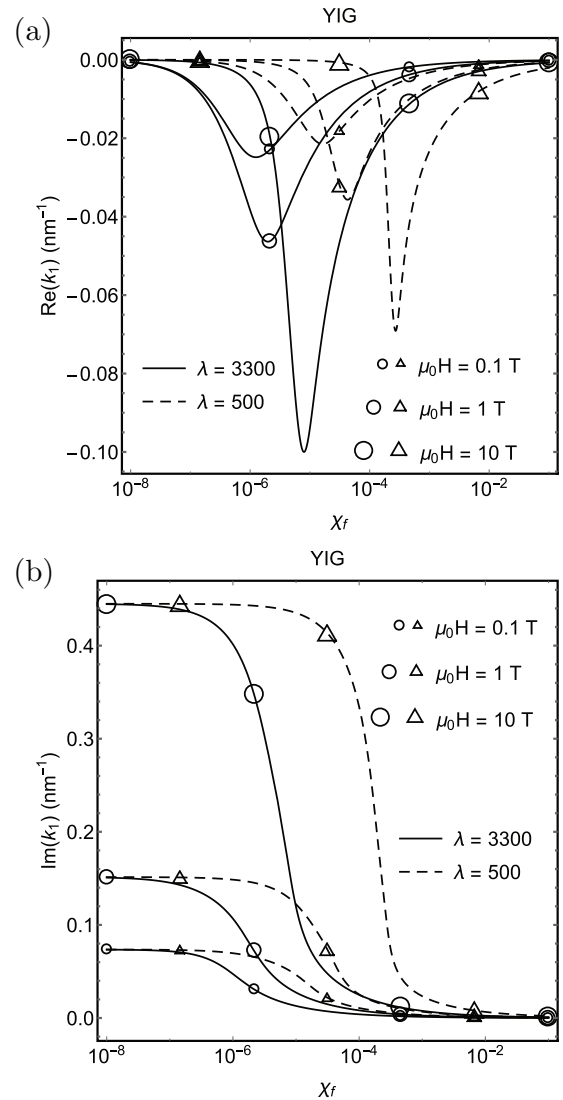 (a)
YIG
0.00
−0.02
−0.04
−0.06
−0.08
−0.10
Re(k₁) (nm⁻¹)
λ = 3300
λ = 500
μ₀H = 0.1 T
μ₀H = 1 T
μ₀H = 10 T
10⁻⁸ 10⁻⁶ 10⁻⁴ 10⁻²
χ_f
(b)
YIG
0.4
0.3
0.2
0.1
0.0
Im(k₁) (nm⁻¹)
μ₀H = 0.1 T
μ₀H = 1 T
μ₀H = 10 T
λ = 3300
λ = 500
10⁻⁸ 10⁻⁶ 10⁻⁴ 10⁻²
χ_f